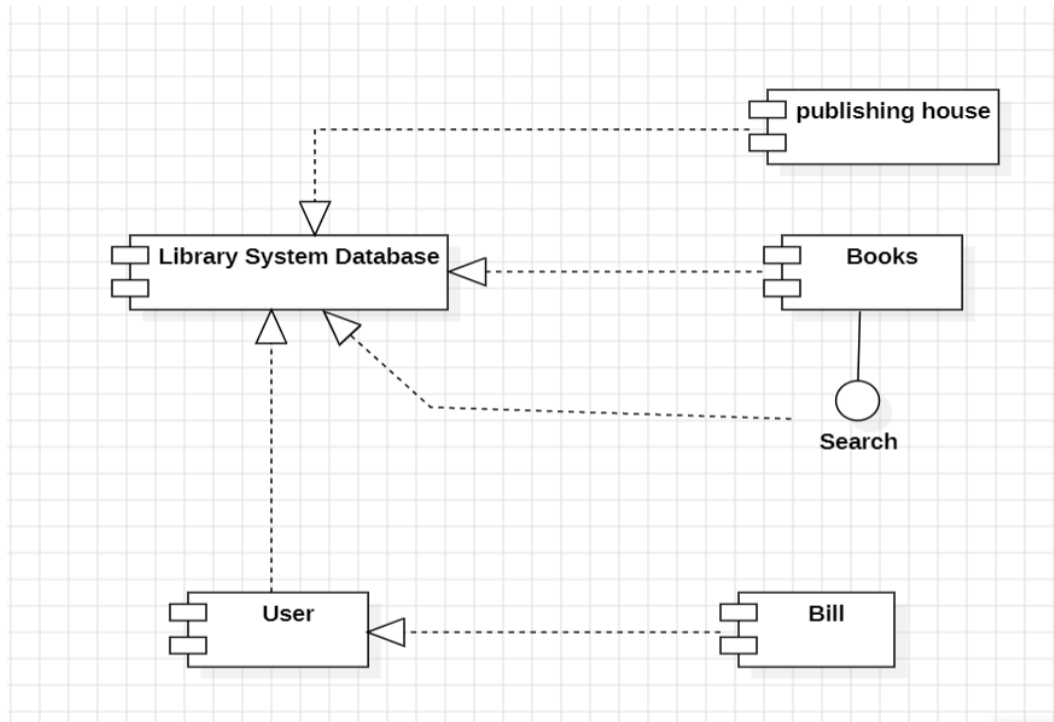 publishing house
Library System Database
Books
Search
User
Bill